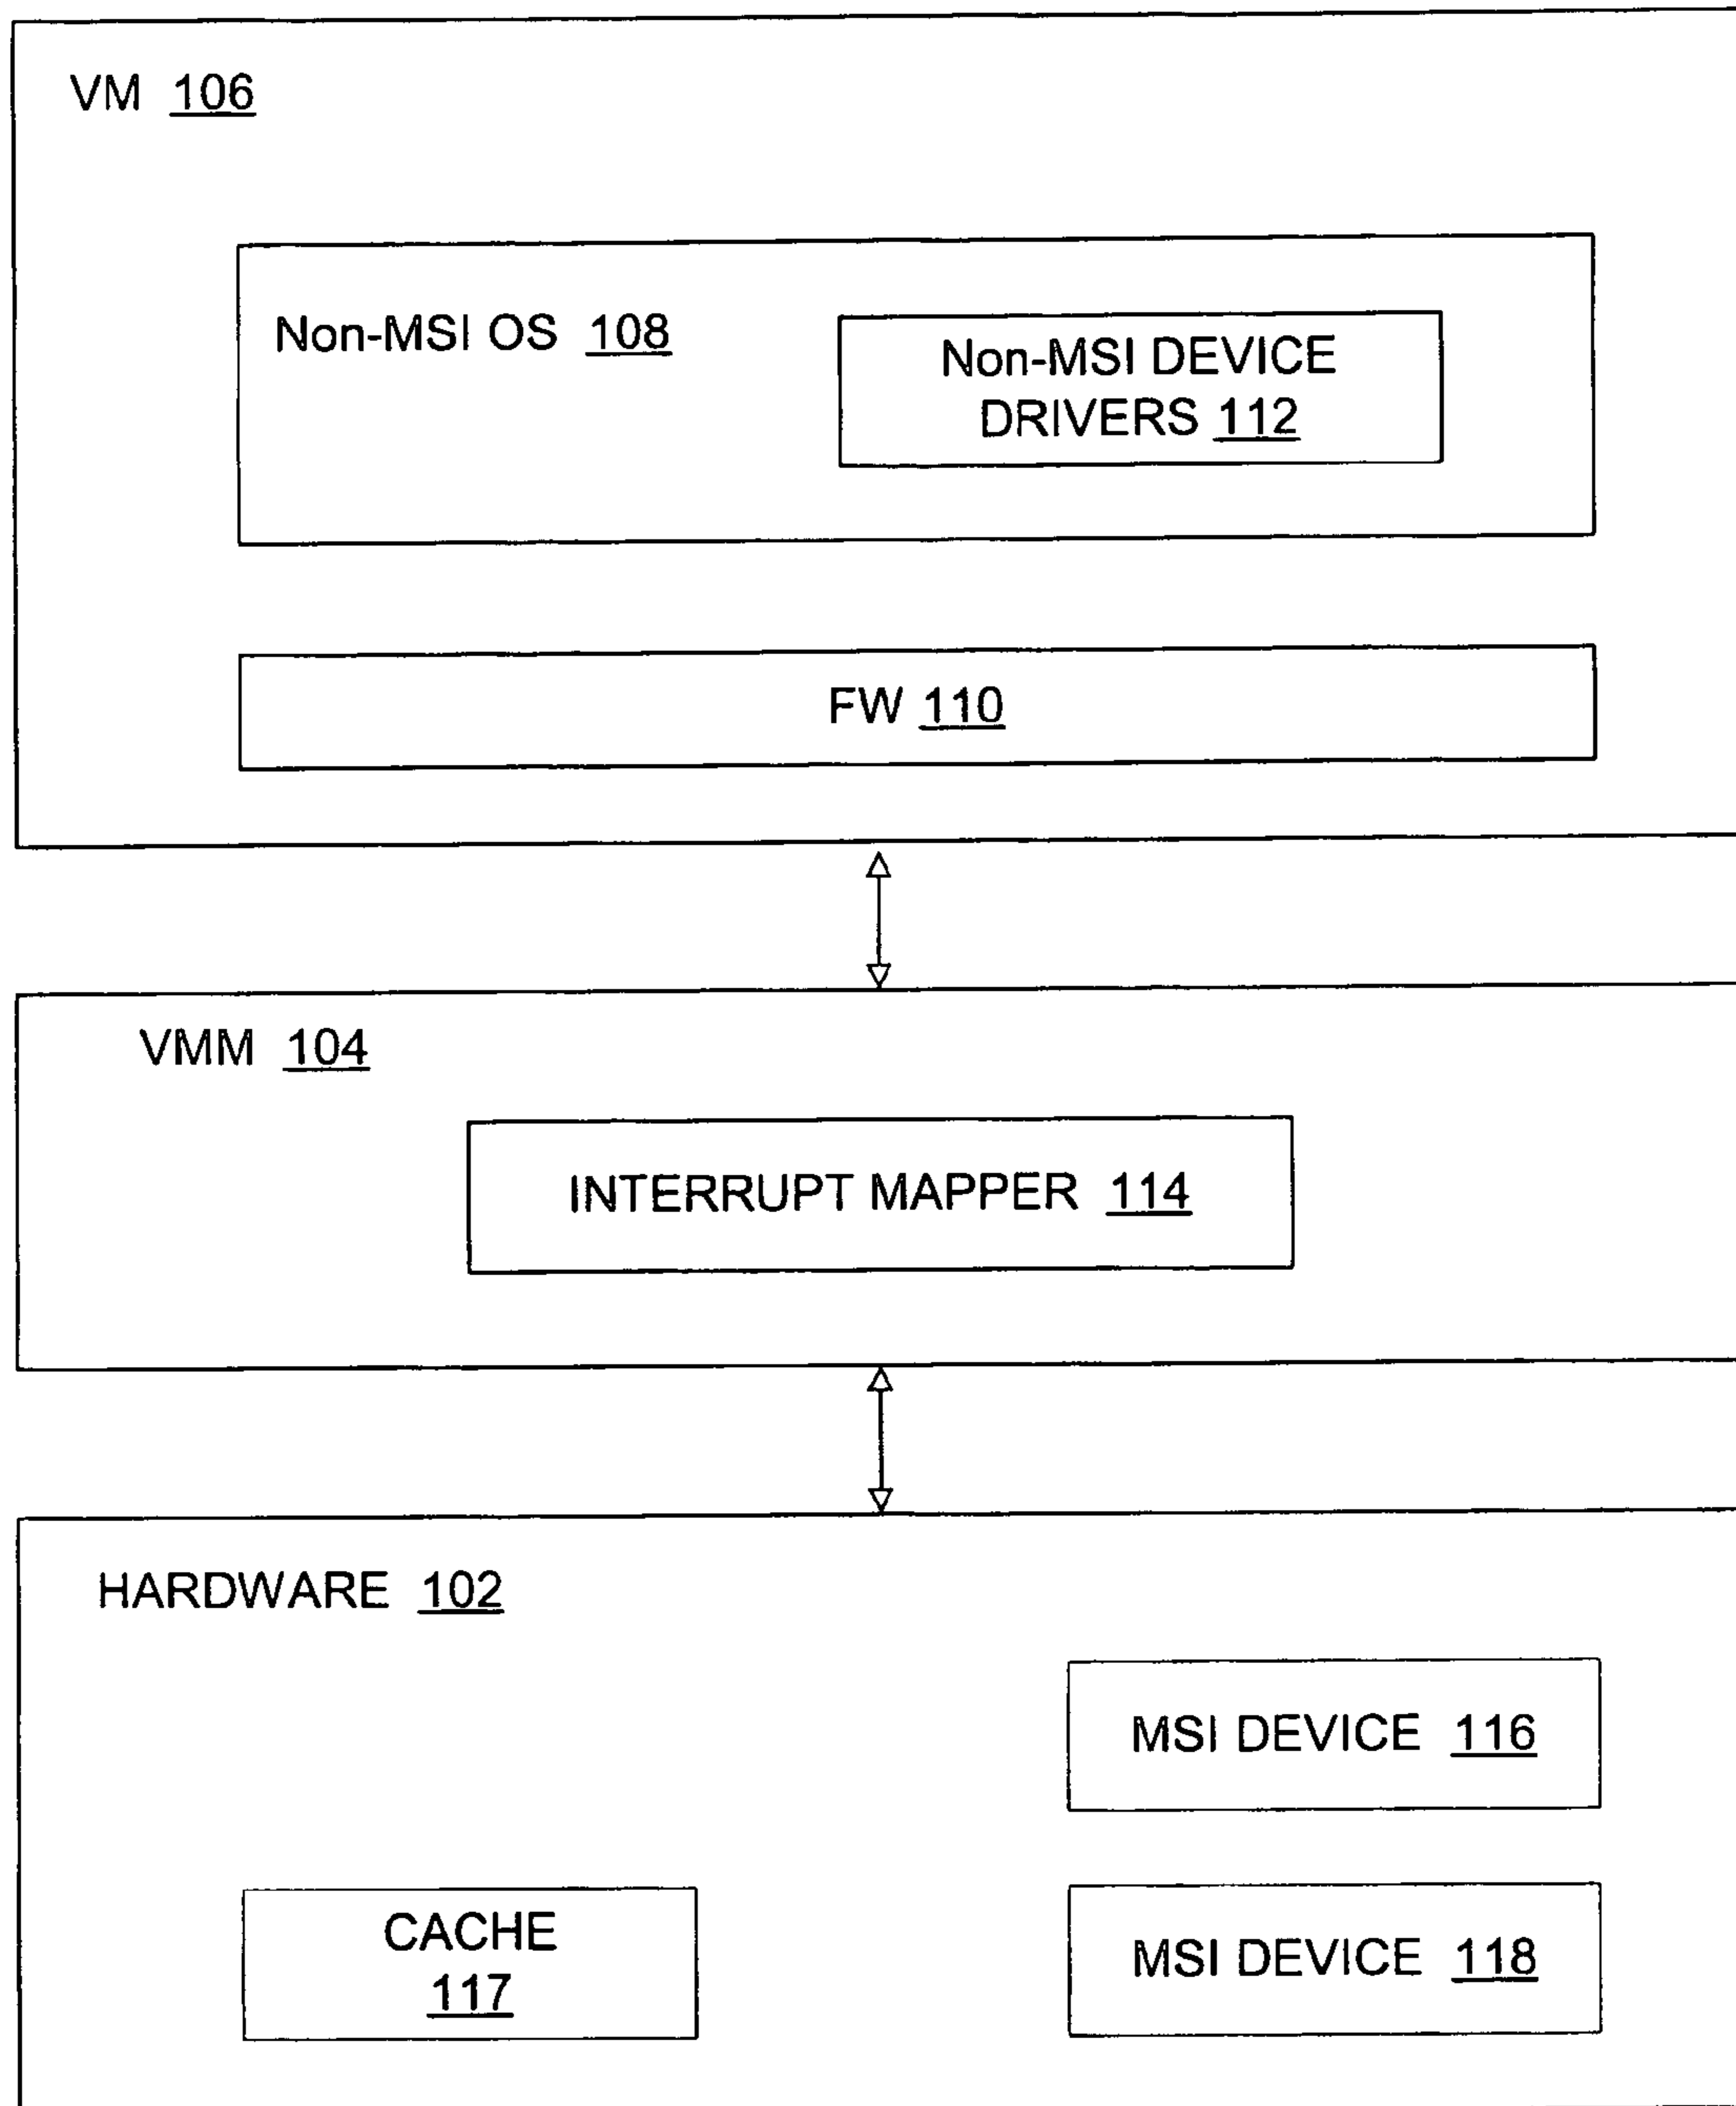 VM 106
Non-MSI OS 108
Non-MSI DEVICE
DRIVERS 112
FW 110
VMM 104
INTERRUPT MAPPER 114
HARDWARE 102
MSI DEVICE 116
CACHE
117
MSI DEVICE 118